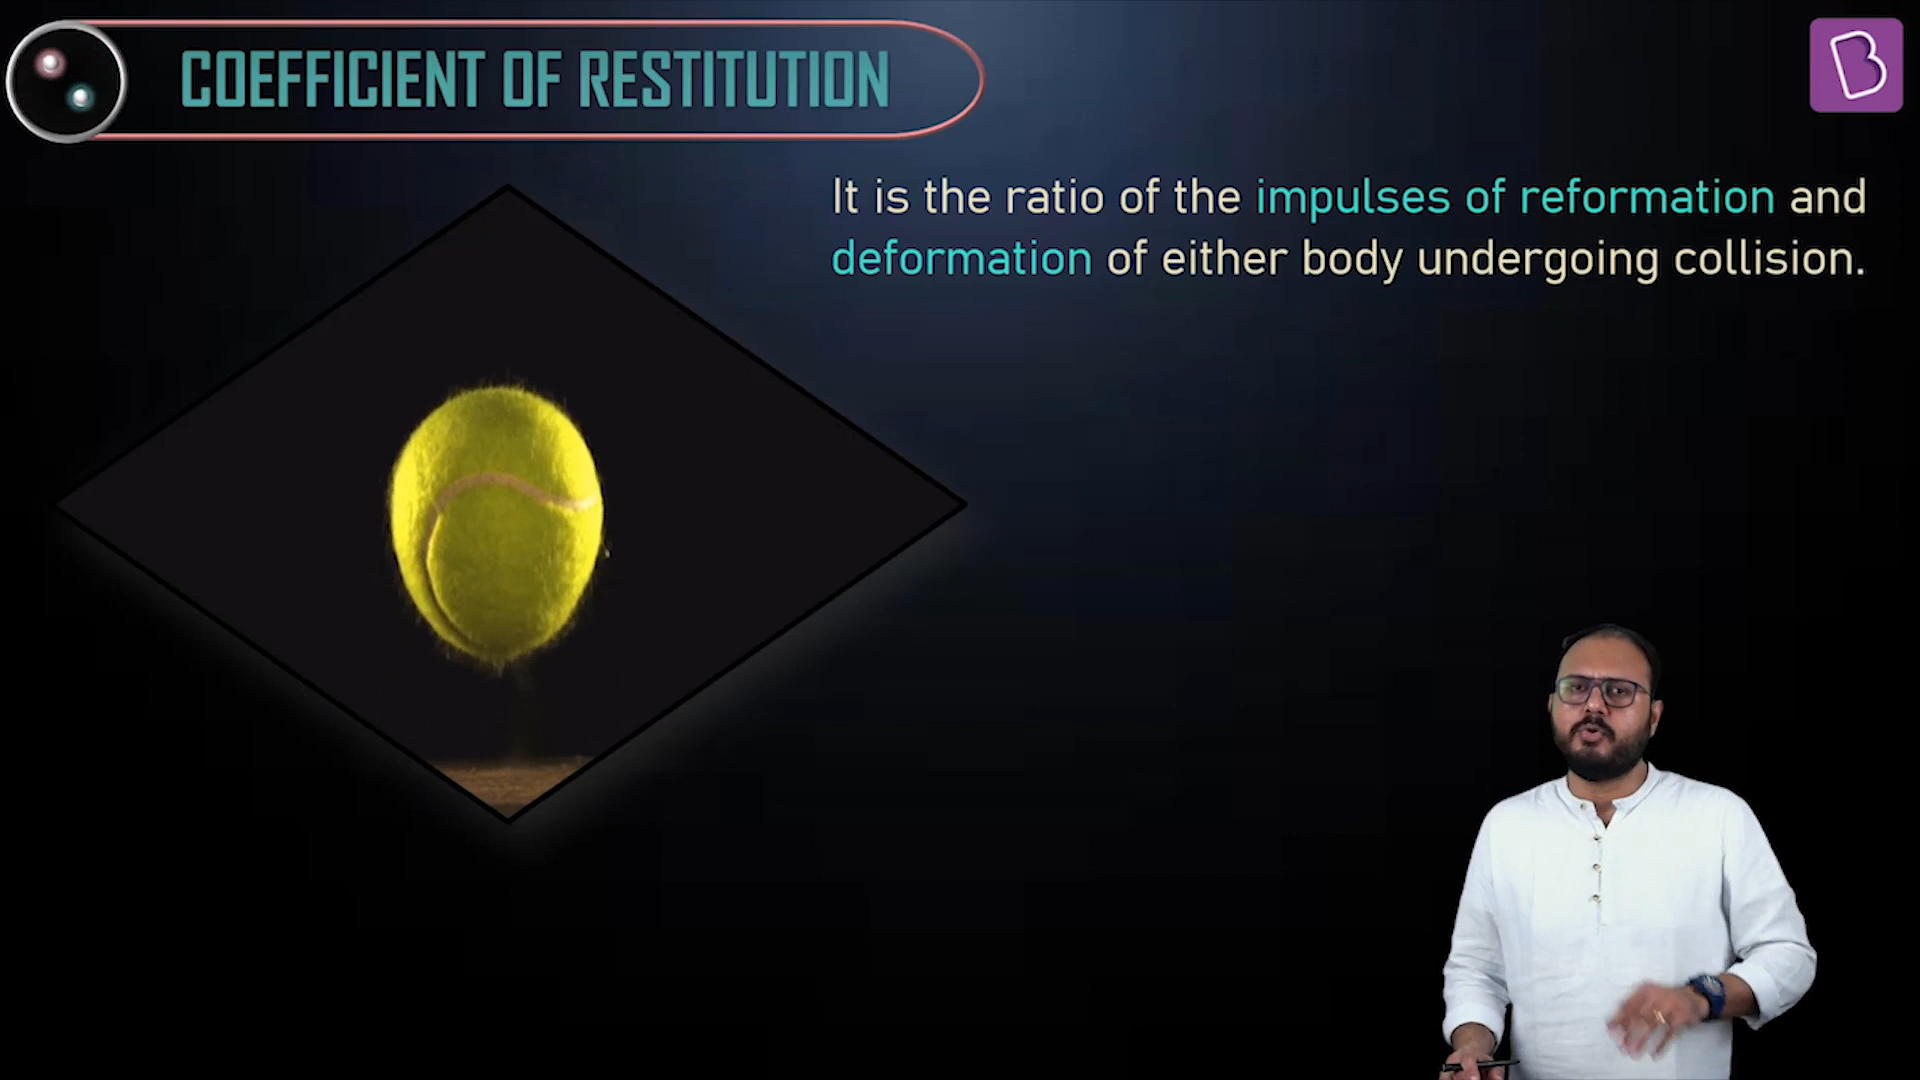 COEFFICIENT OF RESTITUTION
It is the ratio of the impulses of reformation and
deformation of either body undergoing collision.